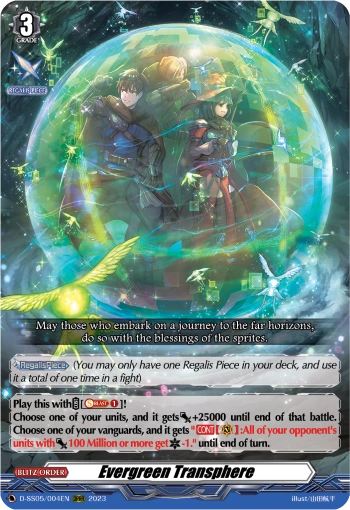 3
GRADE
REGALIS PIECE
May those who embark on a journey to the far horizons,
do so with the blessings of the sprites.
Regalis Piece (You may only have one Regalis Piece in your deck, and use
it a total of one time in a fight)
Play this with [BLAST 1]!
Choose one of your units, and it gets +25000 until end of that battle.
Choose one of your vanguards, and it gets "CONT []:All of your opponent's
units with 100 Million or more get -1." until end of turn.
BLITZ ORDER
Evergreen Transphere
D-SS05/004EN RRR 2023
illust/山田眞平